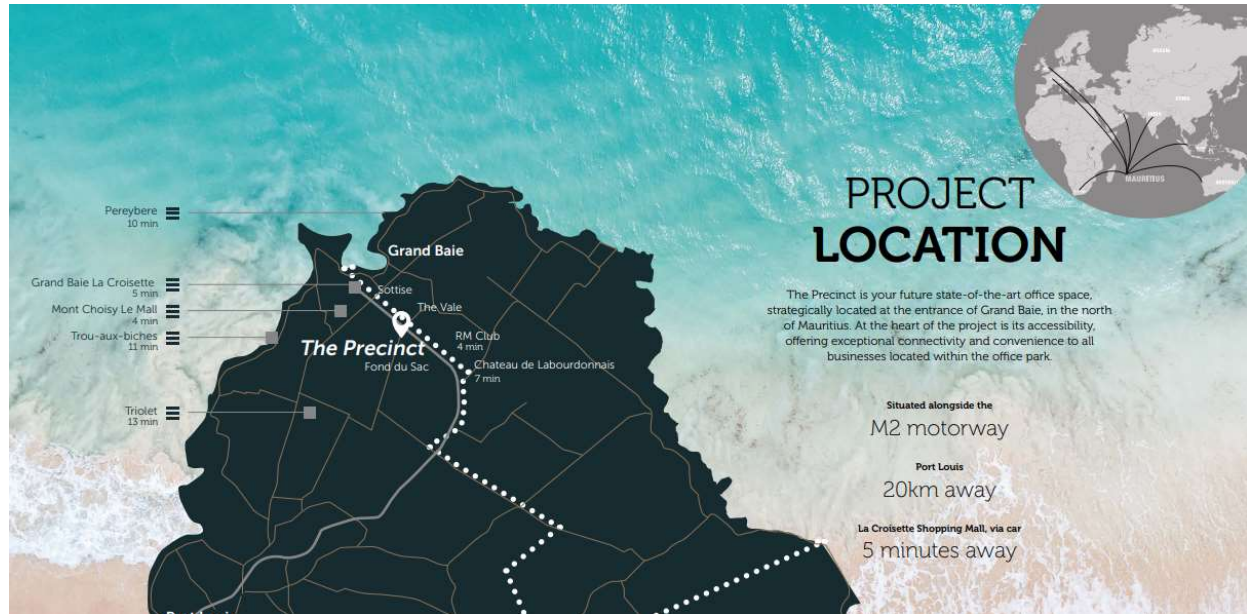 Pereybere
10 min
Grand Baie La Croisette
5 min
Mont Choisy Le Mall
4 min
Trou-aux-biches
11 min
Triolet
13 min
Grand Baie
Sottise
The Vale
RM Club
4 min
The Precinct
Fond du Sac
Chateau de Labourdonnais
7 min
MAURITIUS
PROJECT
LOCATION
The Precinct is your future state-of-the-art office space,
strategically located at the entrance of Grand Baie, in the north
of Mauritius. At the heart of the project is its accessibility,
offering exceptional connectivity and convenience to all
businesses located within the office park.
Situated alongside the
M2 motorway
Port Louis
20km away
La Croisette Shopping Mall, via car
5 minutes away